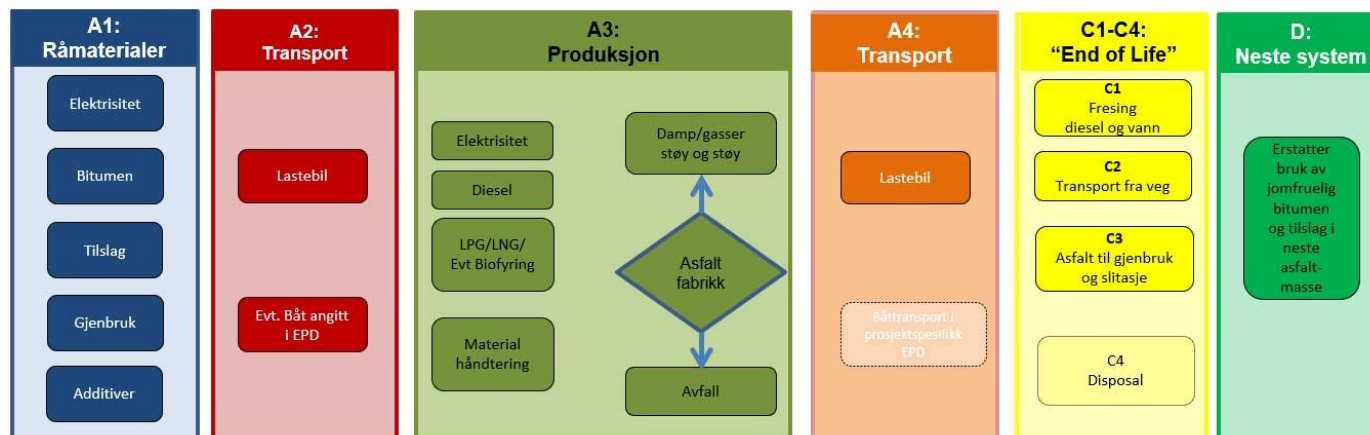 A1:
Råmaterialer
Elektrisitet
Bitumen
Tilslag
Gjenbruk
Additiver
A2:
Transport
Lastebil
Evt. Båt angitt
i EPD
A3:
Produksjon
Elektrisitet
Diesel
LPG/LNG/
Evt Biofyring
Material
håndtering
Damp/gasser
støy og støy
Asfalt
fabrikk
Avfall
A4:
Transport
Lastebil
Båttransport i
prosjektspesifikk
EPD
C1-C4:
“End of Life”
C1
Fresing
diesel og vann
C2
Transport fra veg
C3
Asfalt til gjenbruk
og slitasje
C4
Disposal
D:
Neste system
Erstatter
bruk av
jomfruelig
bitumen
og tilslag i
neste
asfalt-
masse